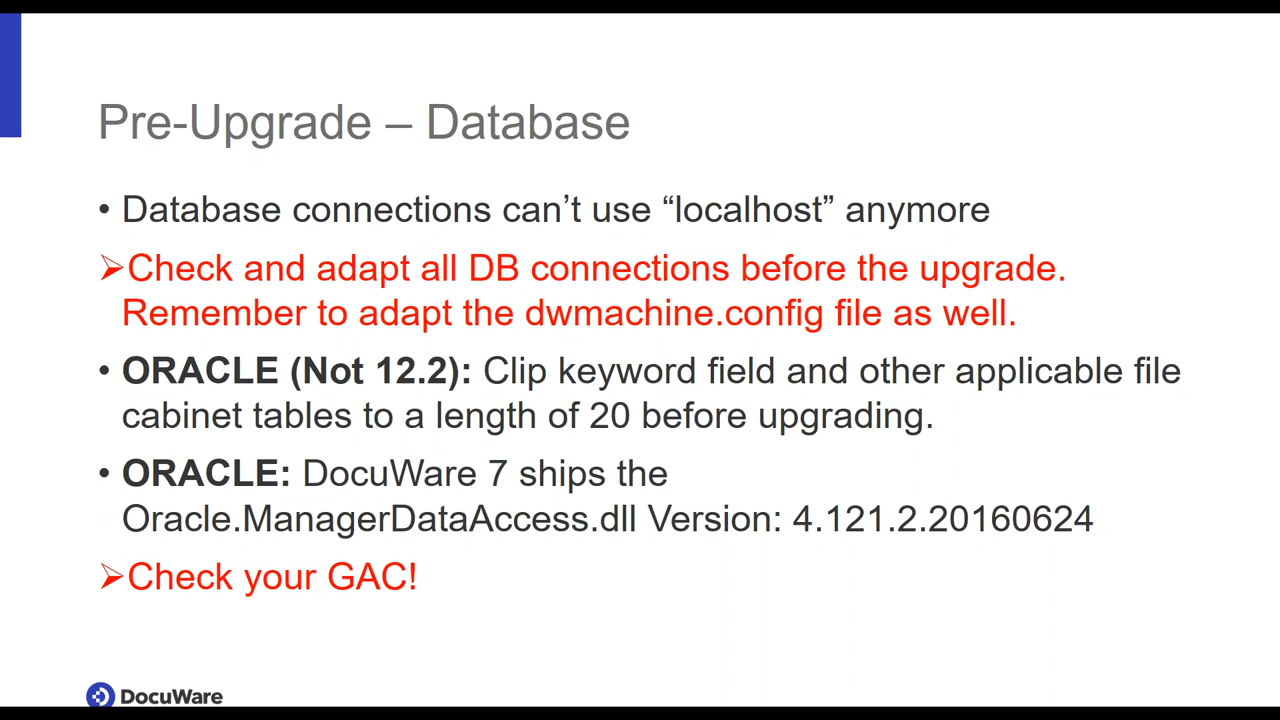 Pre-Upgrade – Database
• Database connections can’t use “localhost” anymore
➢Check and adapt all DB connections before the upgrade.
Remember to adapt the dwmachine.config file as well.
• ORACLE (Not 12.2): Clip keyword field and other applicable file
cabinet tables to a length of 20 before upgrading.
• ORACLE: DocuWare 7 ships the
Oracle.ManagerDataAccess.dll Version: 4.121.2.20160624
➢Check your GAC!
DocuWare